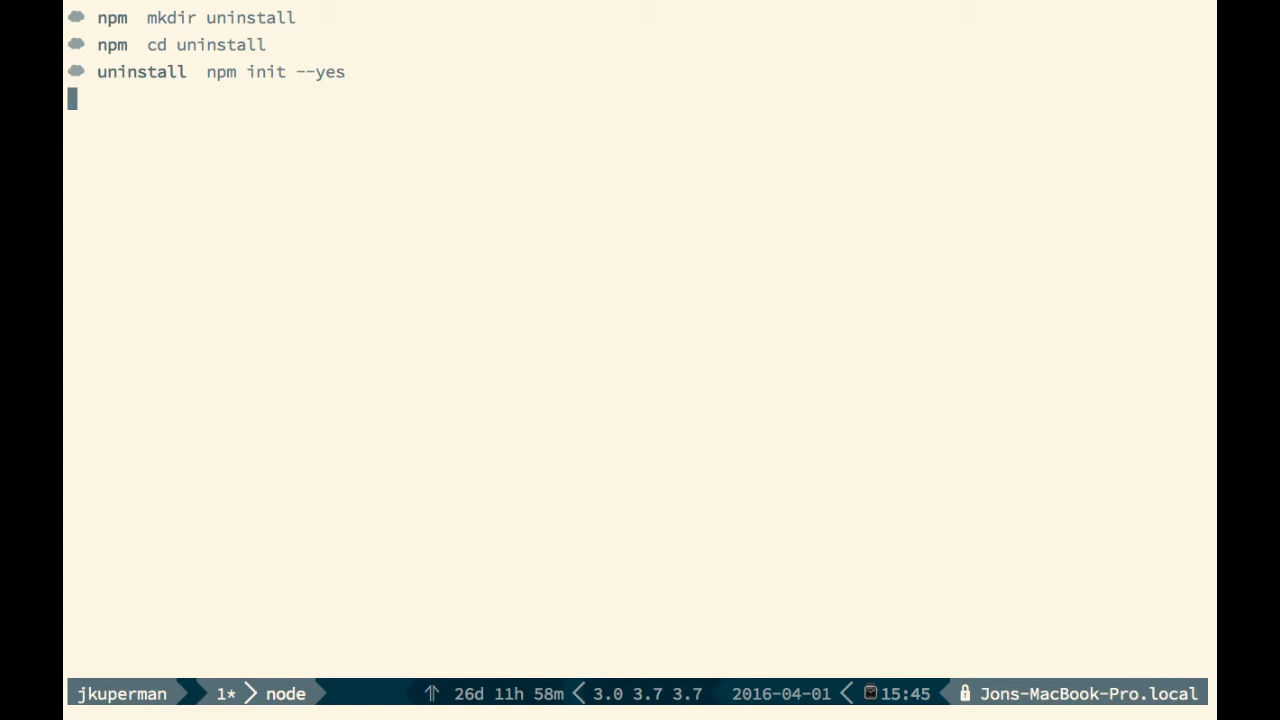 npm mkdir uninstall
npm cd uninstall
uninstall npm init --yes
jkuperman 1* node 26d 11h 58m 3.0 3.7 3.7 2016-04-01 15:45 Jons-MacBook-Pro.local